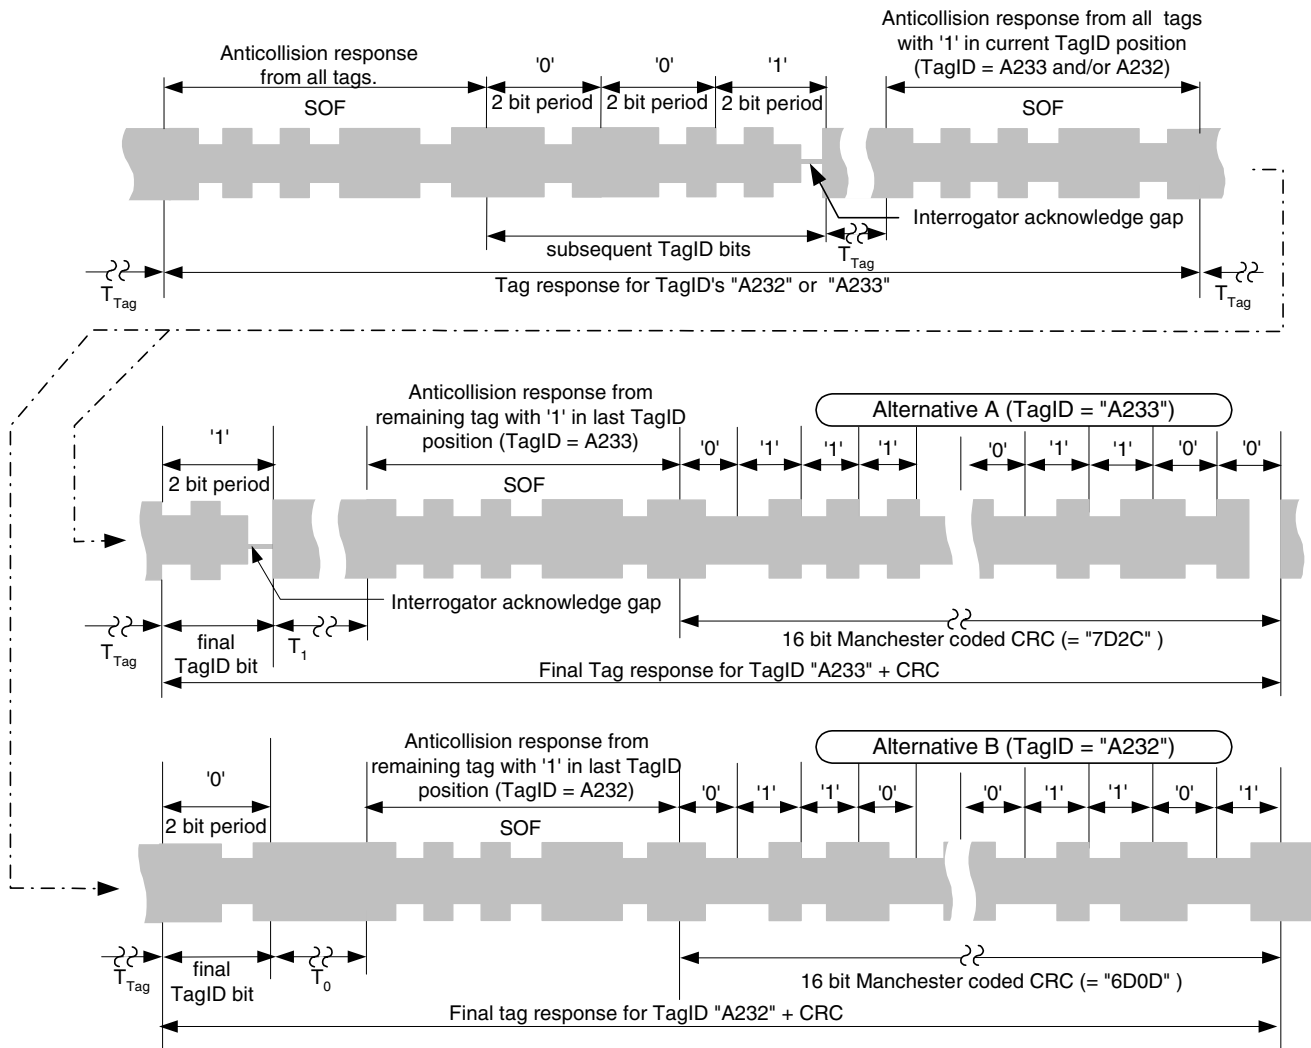 Anticollision response
from all tags.
'0'
'0'
'1'
Anticollision response from all tags
with '1' in current TagID position
(TagID = A233 and/or A232)
SOF
2 bit period
2 bit period
2 bit period
SOF
Interrogator acknowledge gap
subsequent TagID bits
T Tag
T Tag
Tag response for TagID's "A232" or "A233"
T Tag
Anticollision response from
remaining tag with '1' in last TagID
position (TagID = A233)
Alternative A (TagID = "A233")
'1'
2 bit period
SOF
'0'
'1'
'1'
'1'
'0'
'1'
'1'
'0'
'0'
Interrogator acknowledge gap
T Tag
final
TagID bit
T 1
16 bit Manchester coded CRC (= "7D2C" )
Final Tag response for TagID "A233" + CRC
Anticollision response from
remaining tag with '1' in last TagID
position (TagID = A232)
Alternative B (TagID = "A232")
'0'
2 bit period
SOF
'0'
'1'
'1'
'0'
'0'
'1'
'1'
'0'
'1'
T Tag
final
TagID bit
T 0
16 bit Manchester coded CRC (= "6D0D" )
Final tag response for TagID "A232" + CRC